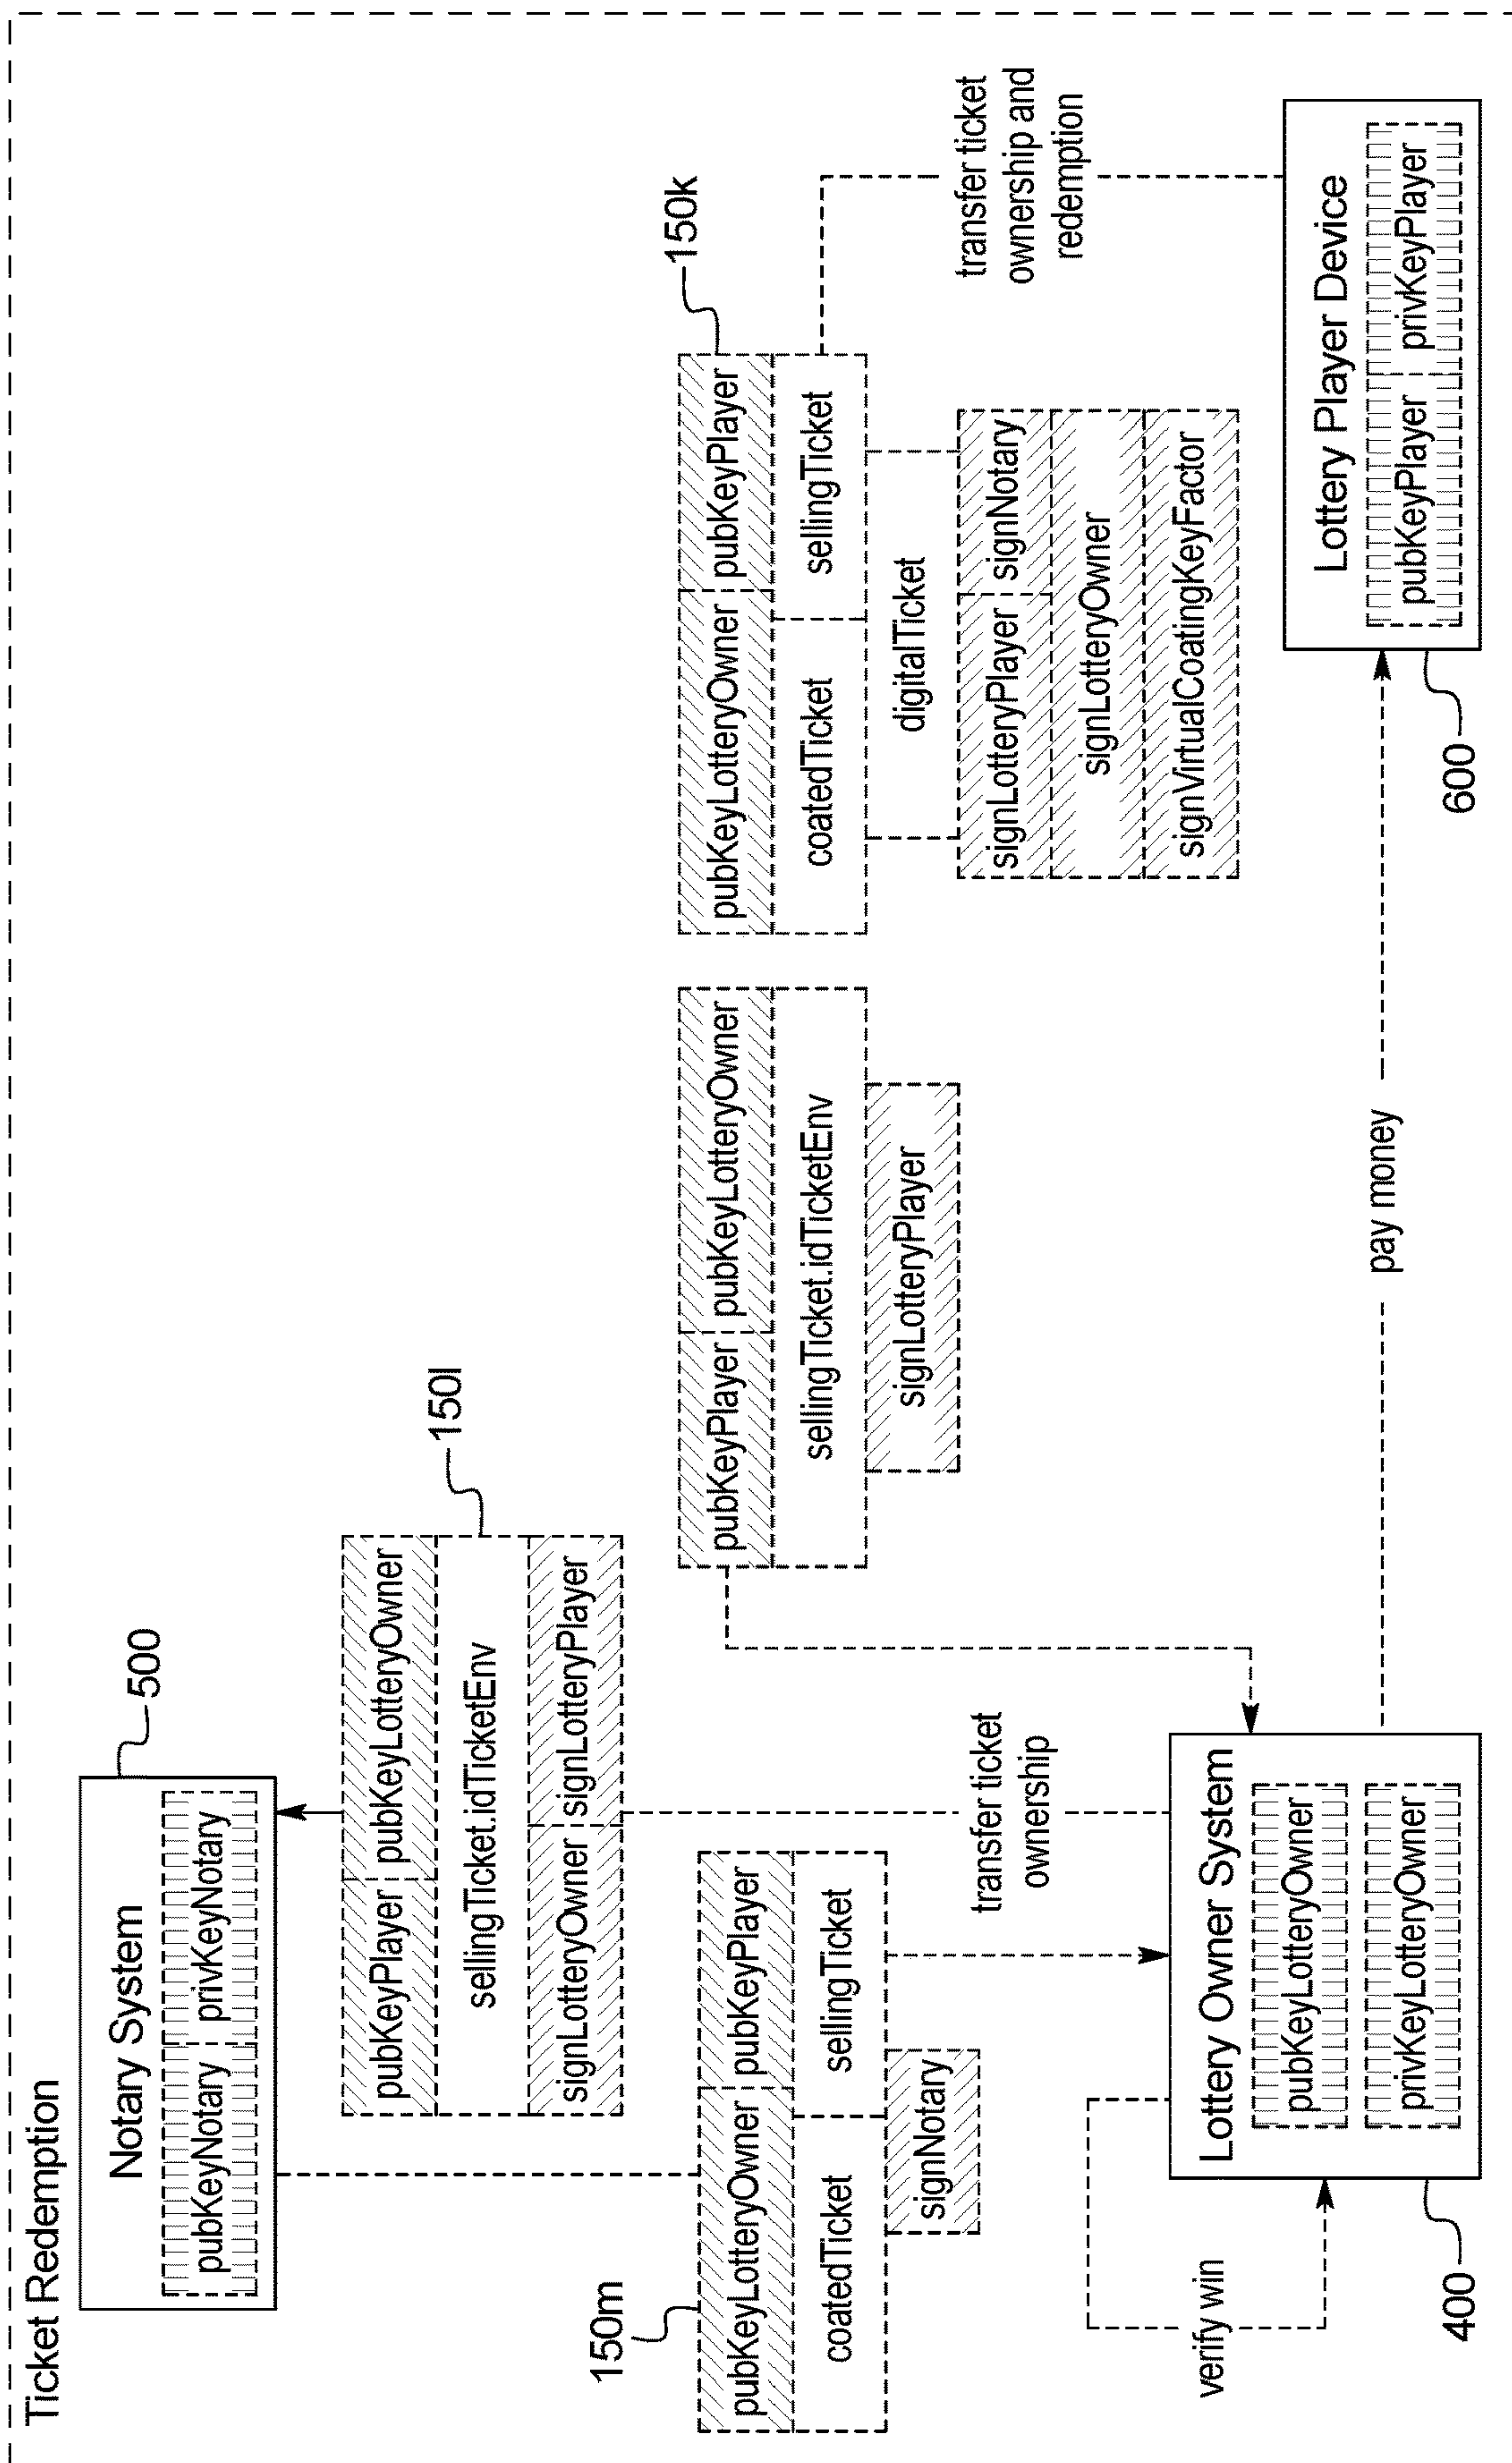 Ticket Redemption
Notary System
500
pubKeyNotary
privKeyNotary
pubKeyPlayer
pubKeyLotteryOwner
150l
sellingTicket.idTicketEnv
signLotteryOwner
signLotteryPlayer
150m
pubKeyLotteryOwner
pubKeyPlayer
coatedTicket
sellingTicket
signNotary
pubKeyPlayer
pubKeyLotteryOwner
sellingTicket.idTicketEnv
signLotteryPlayer
pubKeyLotteryOwner
pubKeyPlayer
150k
coatedTicket
sellingTicket
digitalTicket
signLotteryPlayer
signNotary
signLotteryOwner
signVirtualCoatingKeyFactor
transfer ticket
ownership and
redemption
transfer ticket
ownership
verify win
Lottery Owner System
pubKeyLotteryOwner
privKeyLotteryOwner
400
pay money
Lottery Player Device
pubKeyPlayer
privKeyPlayer
600